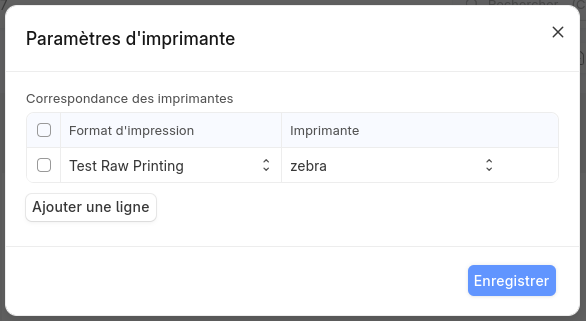 Paramètres d'imprimante
Correspondance des imprimantes
Format d'impression Imprimante
Test Raw Printing zebra
Ajouter une ligne
Enregistrer